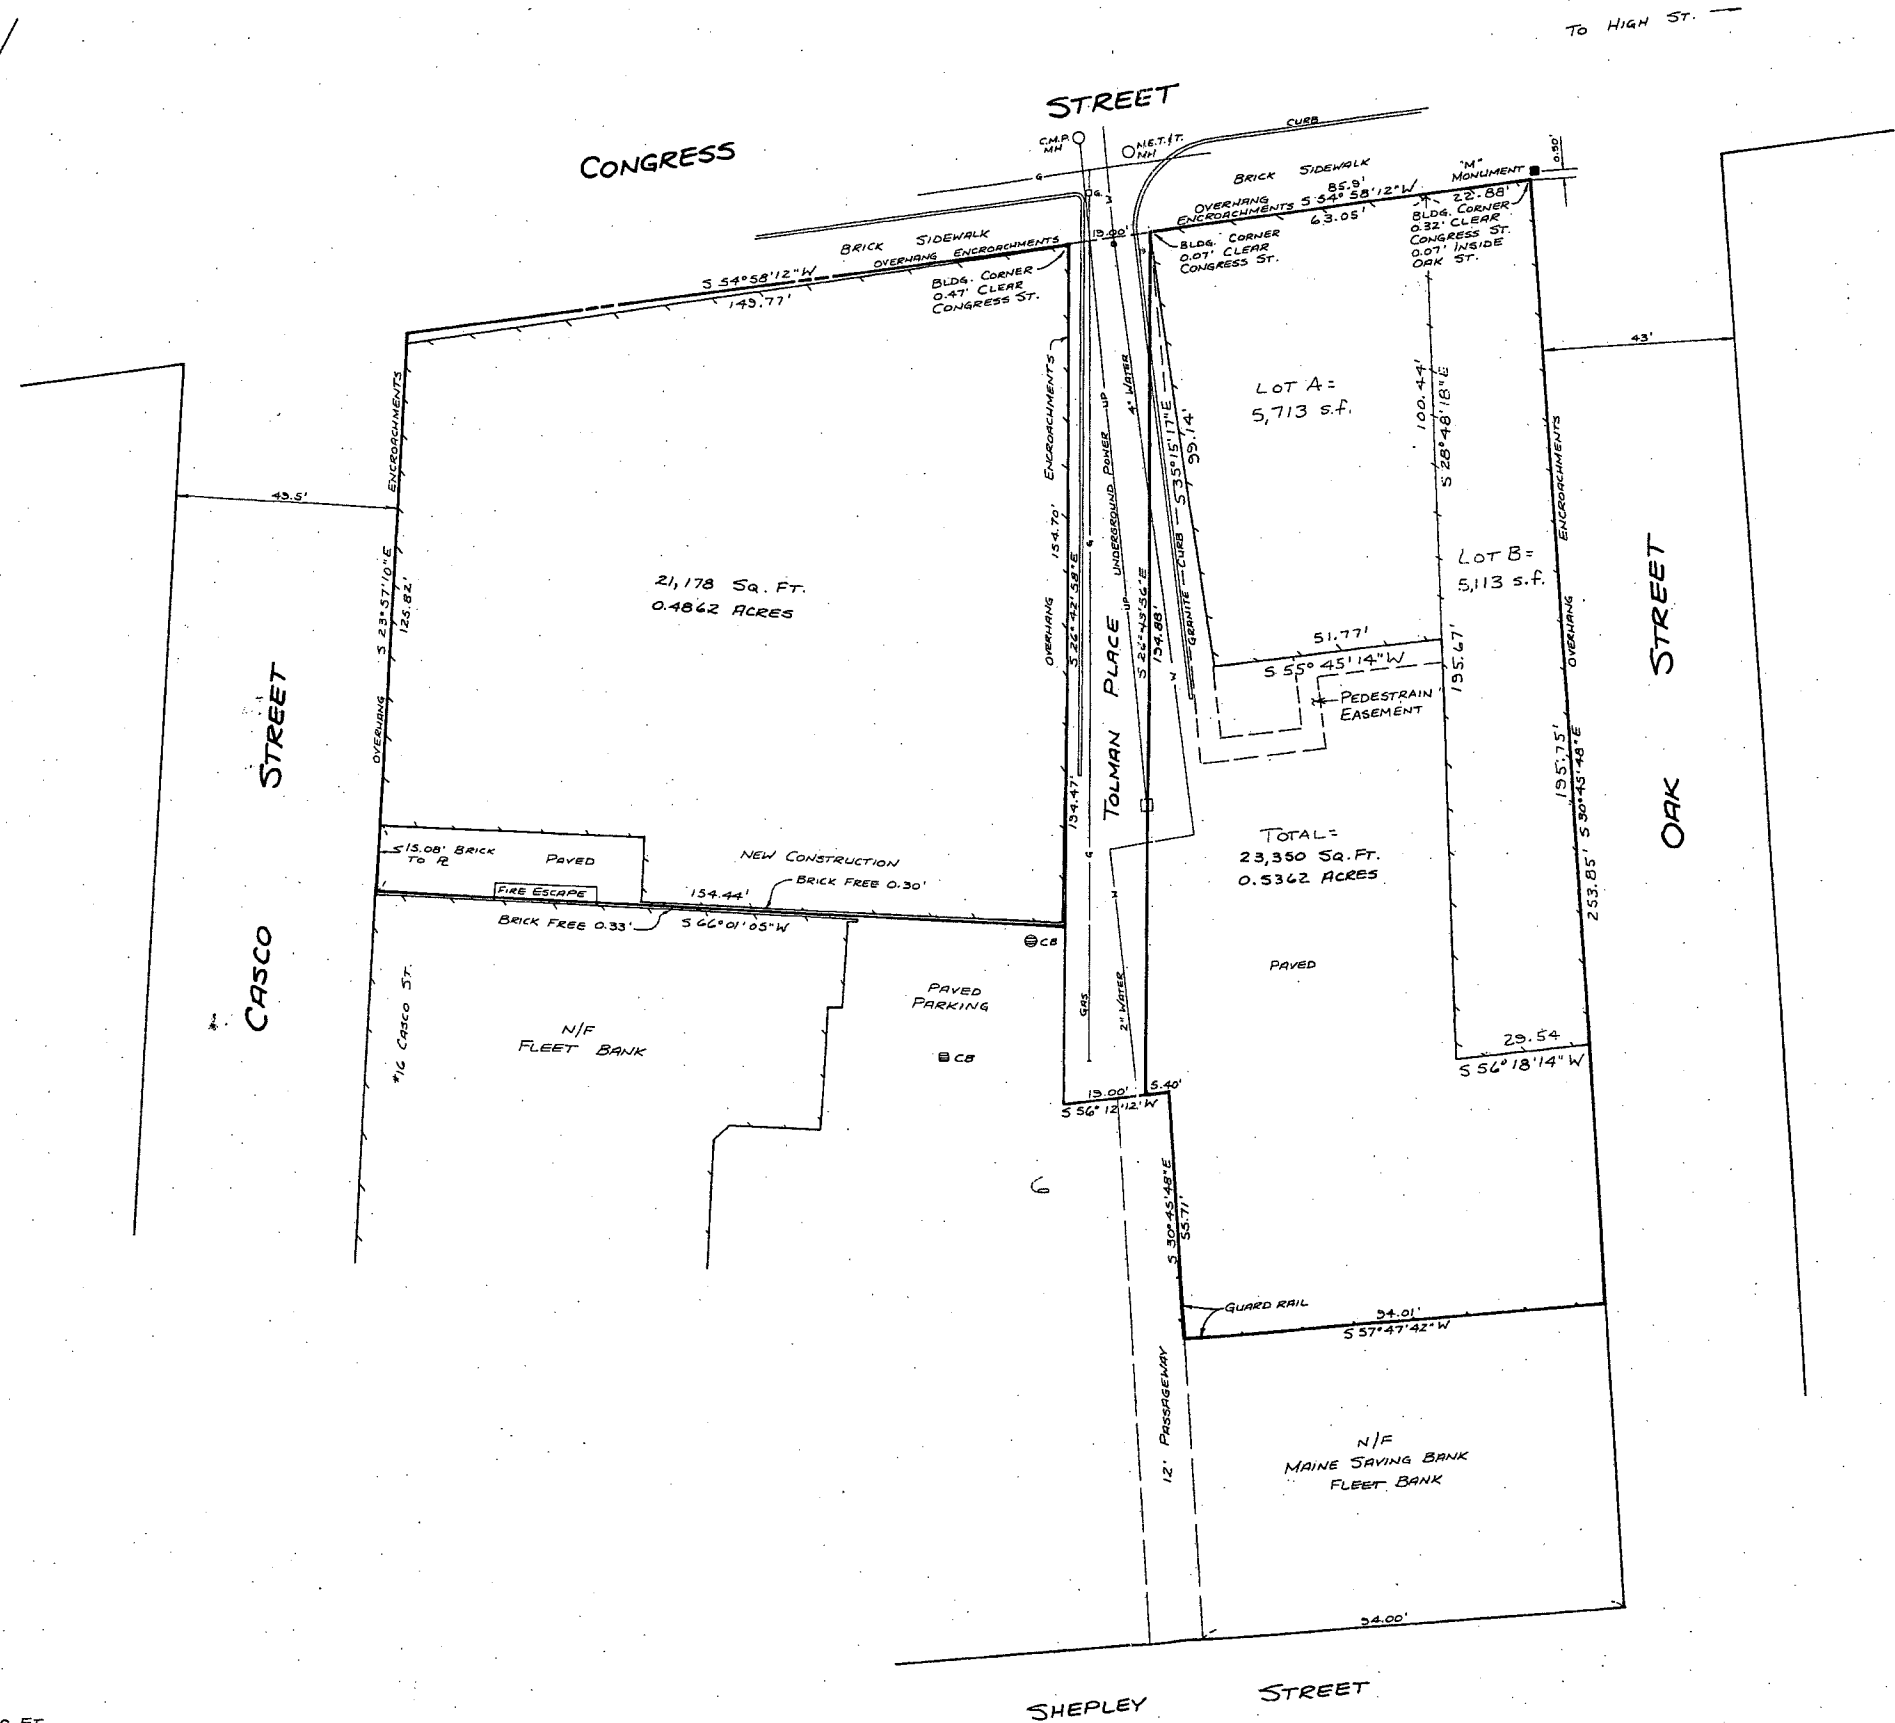 TO HIGH ST.
CONGRESS STREET
C.M.P.
MH
N.E.T.&T.
MH
CURB
0.50'
"M"
MONUMENT
BRICK SIDEWALK
85.9'
OVERHANG
ENCROACHMENTS S 54° 58' 12" W
63.05'
22.88'
BLDG. CORNER
0.32' CLEAR
CONGRESS ST.
0.07' INSIDE
OAK ST.
BLDG. CORNER
0.07' CLEAR
CONGRESS ST.
19.00'
G
G
W
BRICK SIDEWALK
OVERHANG ENCROACHMENTS
S 54° 58' 12" W
149.77'
BLDG. CORNER
0.47' CLEAR
CONGRESS ST.
43'
49.5'
OVERHANG ENCROACHMENTS
S 23° 57' 10" E
125.82'
21,178 SQ. FT.
0.4862 ACRES
OVERHANG ENCROACHMENTS
154.70'
S 26° 42' 58" E
194.47'
G
UNDERGROUND POWER
UP
UP
4" WATER
TOLMAN PLACE
S 26° 43' 56" E
194.88'
W
GRANITE CURB
S 35° 15' 17" E
99.14'
LOT A =
5,713 s.f.
100.44'
S 28° 48' 18" E
LOT B =
5,113 s.f.
195.67'
51.77'
S 55° 45' 14" W
PEDESTRAIN
EASEMENT
OVERHANG ENCROACHMENTS
195.75'
S 30° 45' 48" E
253.85'
OAK STREET
CASCO STREET
15.08' BRICK
TO PL
PAVED
NEW CONSTRUCTION
FIRE ESCAPE
154.44'
BRICK FREE 0.30'
BRICK FREE 0.33'
S 66° 01' 05" W
CB
TOTAL =
23,350 SQ. FT.
0.5362 ACRES
G
W
PAVED
#16 CASCO ST.
N/F
FLEET BANK
PAVED
PARKING
CB
GAS
2" WATER
29.54
S 56° 18' 14" W
19.00'
5.40'
S 56° 12' 12" W
6
S 30° 45' 48" E
55.71'
GUARD RAIL
94.01'
S 57° 47' 42" W
12' PASSAGEWAY
N/F
MAINE SAVING BANK
FLEET BANK
94.00'
SHEPLEY STREET